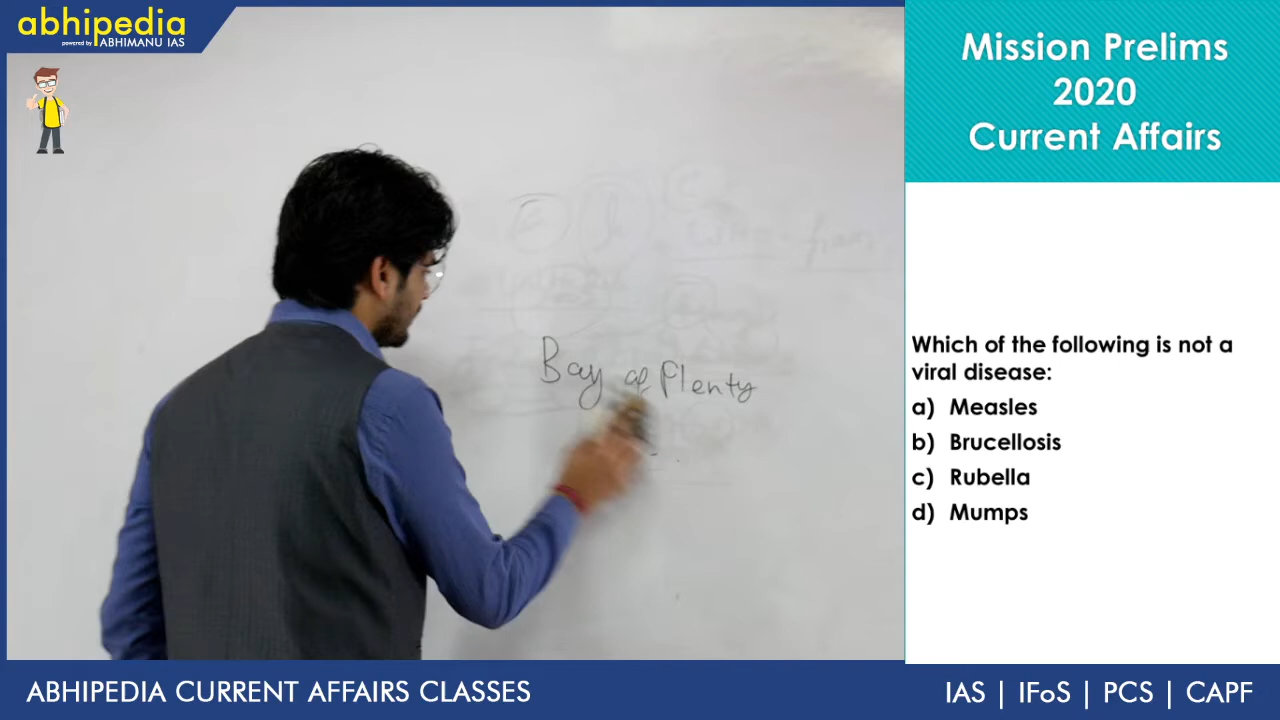 abhipedia
powered by ABHIMANU IAS
Mission Prelims
2020
Current Affairs
Bay of Plenty
Which of the following is not a
viral disease:
a) Measles
b) Brucellosis
c) Rubella
d) Mumps
ABHIPEDIA CURRENT AFFAIRS CLASSES
IAS | IFoS | PCS | CAPF